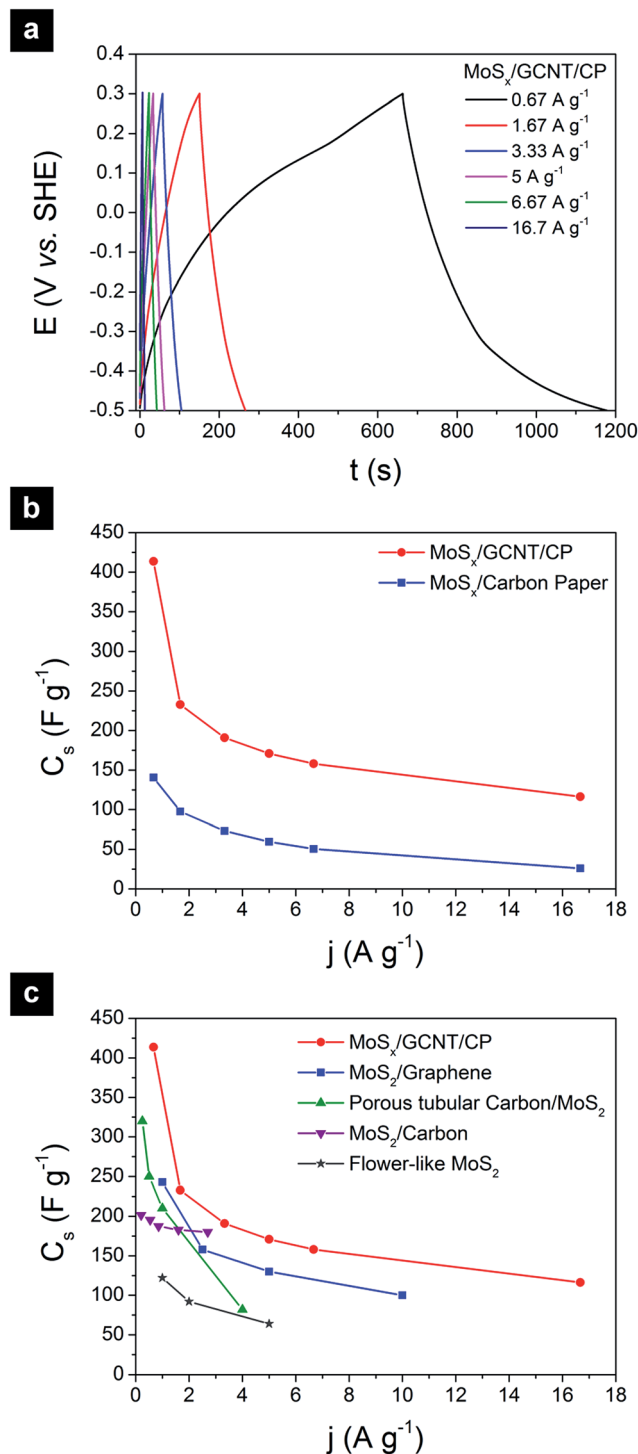 a
MoSₓ/GCNT/CP
0.67 A g⁻¹
1.67 A g⁻¹
3.33 A g⁻¹
5 A g⁻¹
6.67 A g⁻¹
16.7 A g⁻¹
0.4
0.3
0.2
0.1
0.0
-0.1
-0.2
-0.3
-0.4
-0.5
E (V vs. SHE)
0 200 400 600 800 1000 1200
t (s)
b
MoSₓ/GCNT/CP
MoSₓ/Carbon Paper
450
400
350
300
250
200
150
100
50
0
Cₛ (F g⁻¹)
0 2 4 6 8 10 12 14 16 18
j (A g⁻¹)
c
MoSₓ/GCNT/CP
MoS₂/Graphene
Porous tubular Carbon/MoS₂
MoS₂/Carbon
Flower-like MoS₂
450
400
350
300
250
200
150
100
50
0
Cₛ (F g⁻¹)
0 2 4 6 8 10 12 14 16 18
j (A g⁻¹)